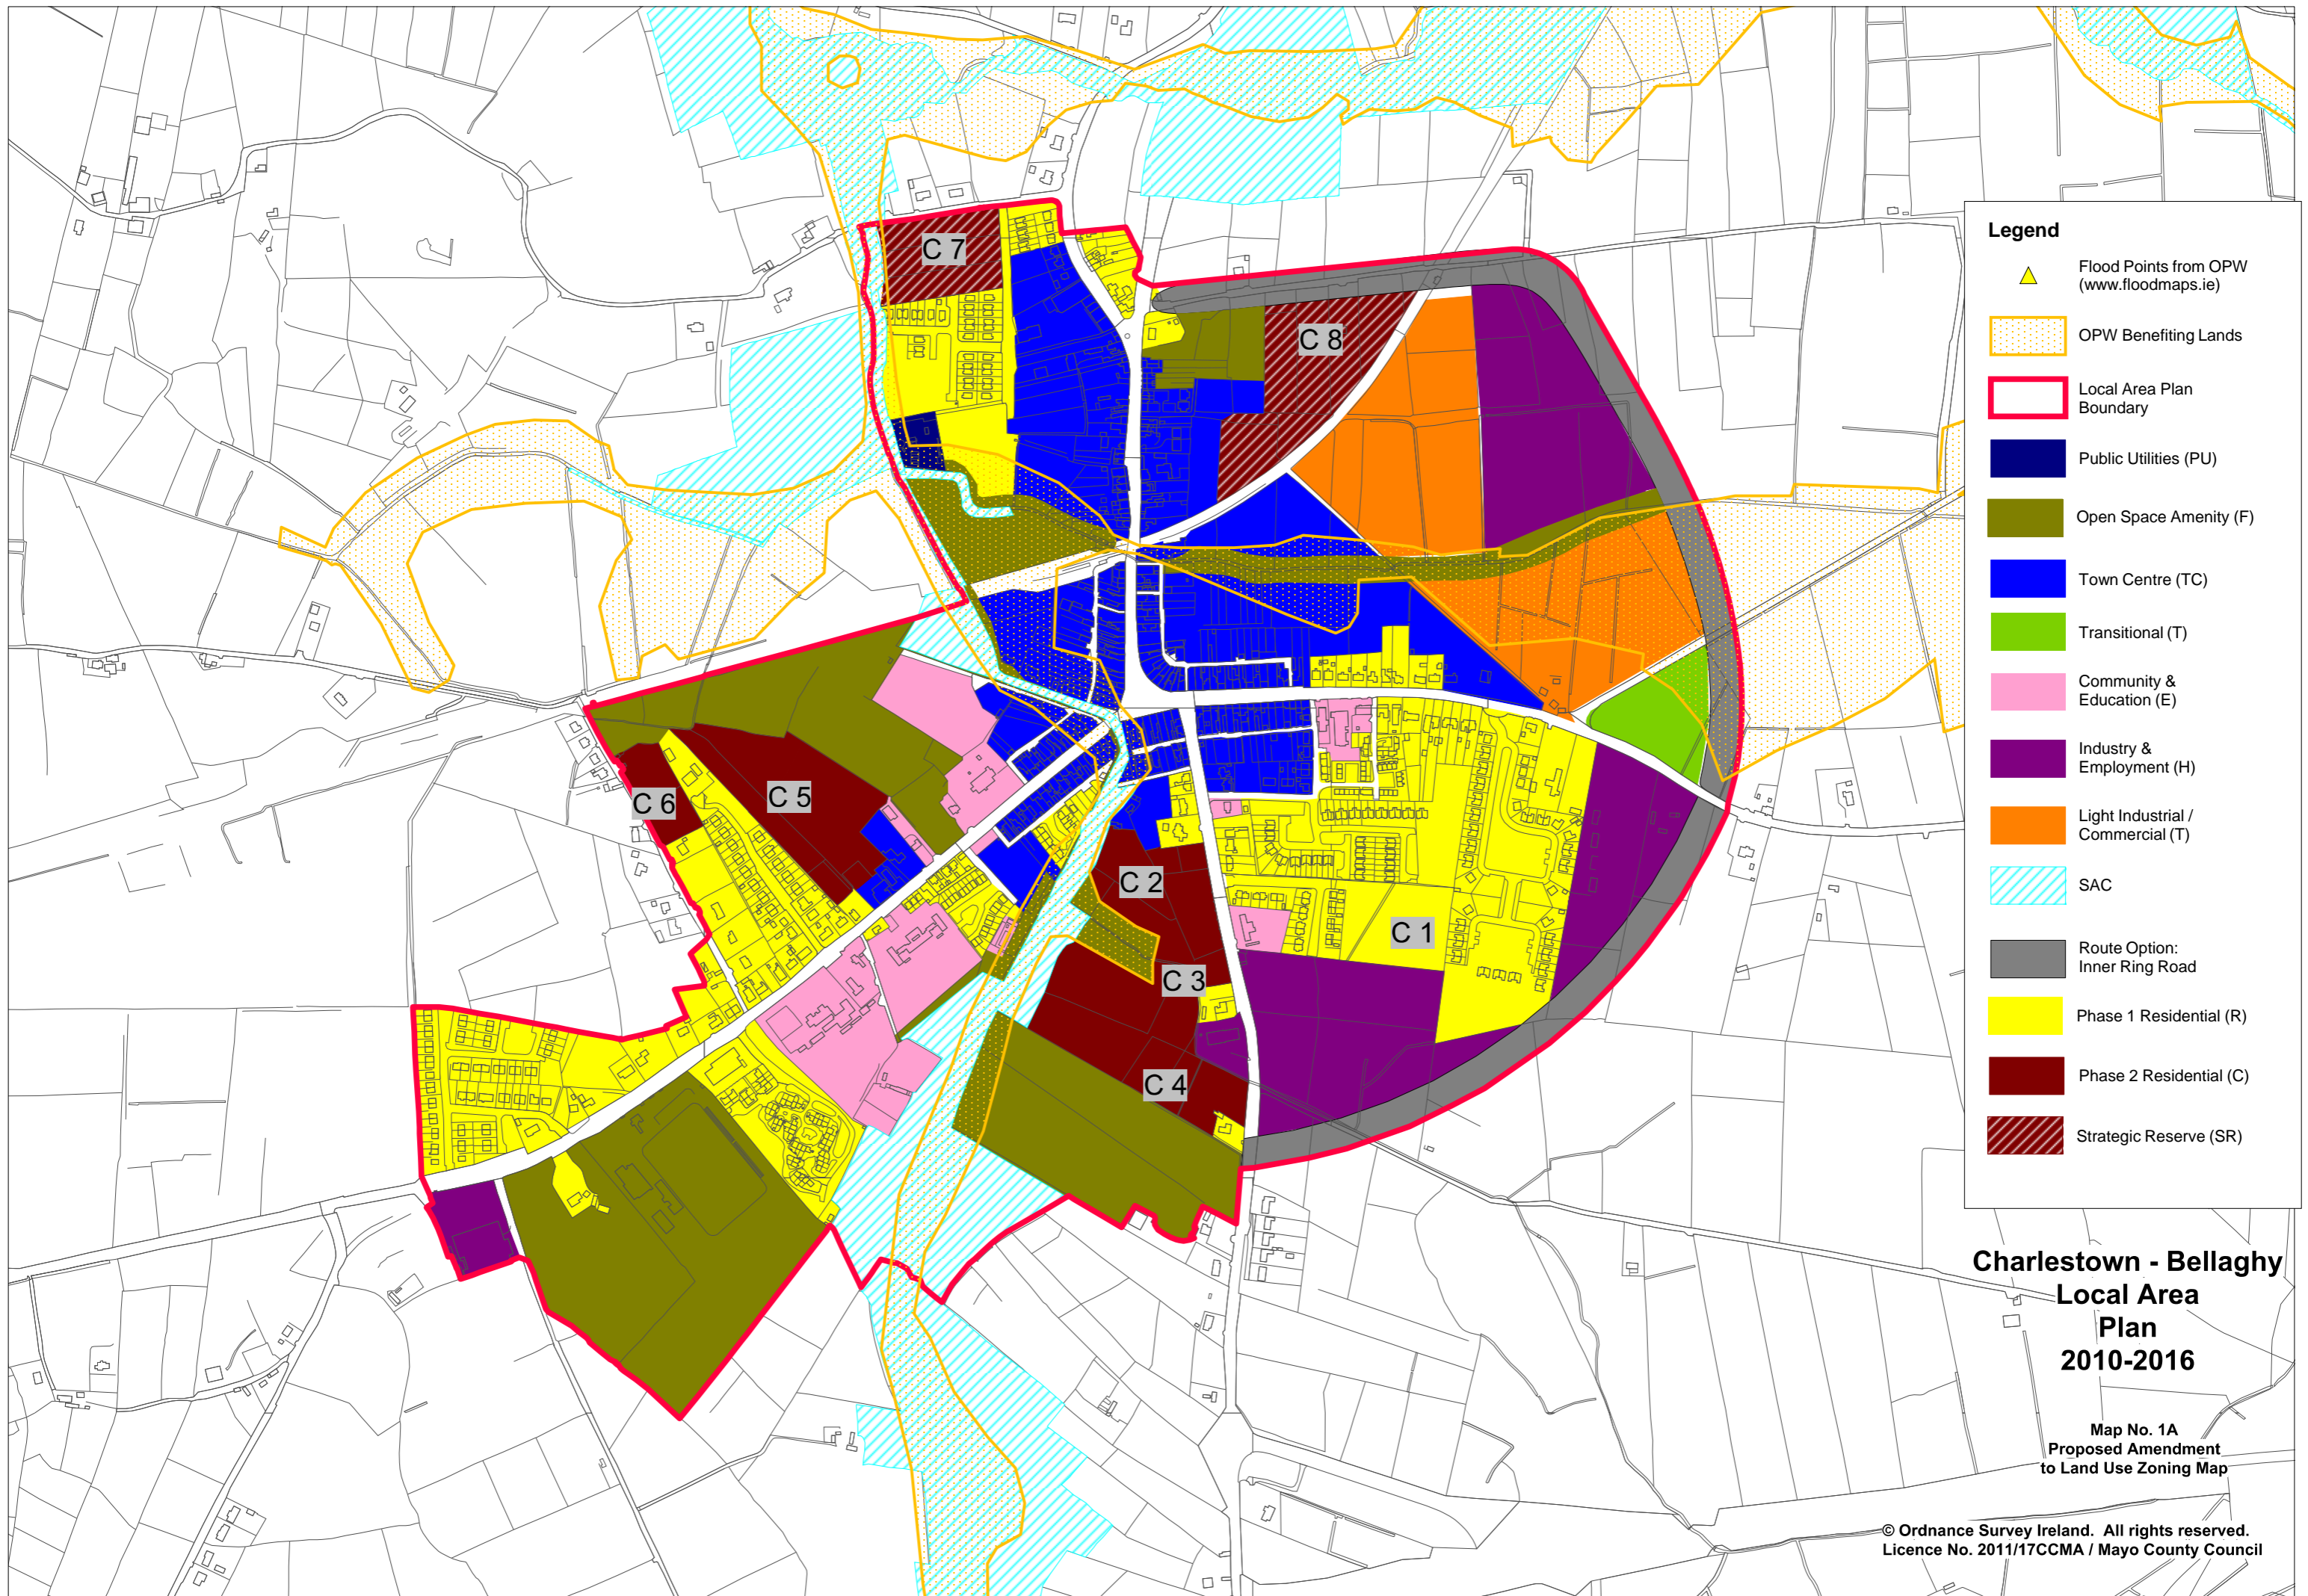 C 7
C 8
C 6
C 5
C 2
C 1
C 3
C 4
Legend
Flood Points from OPW
(www.floodmaps.ie)
OPW Benefiting Lands
Local Area Plan
Boundary
Public Utilities (PU)
Open Space Amenity (F)
Town Centre (TC)
Transitional (T)
Community &
Education (E)
Industry &
Employment (H)
Light Industrial /
Commercial (T)
SAC
Route Option:
Inner Ring Road
Phase 1 Residential (R)
Phase 2 Residential (C)
Strategic Reserve (SR)
Charlestown - Bellaghy
Local Area
Plan
2010-2016
Map No. 1A
Proposed Amendment
to Land Use Zoning Map
© Ordnance Survey Ireland. All rights reserved.
Licence No. 2011/17CCMA / Mayo County Council